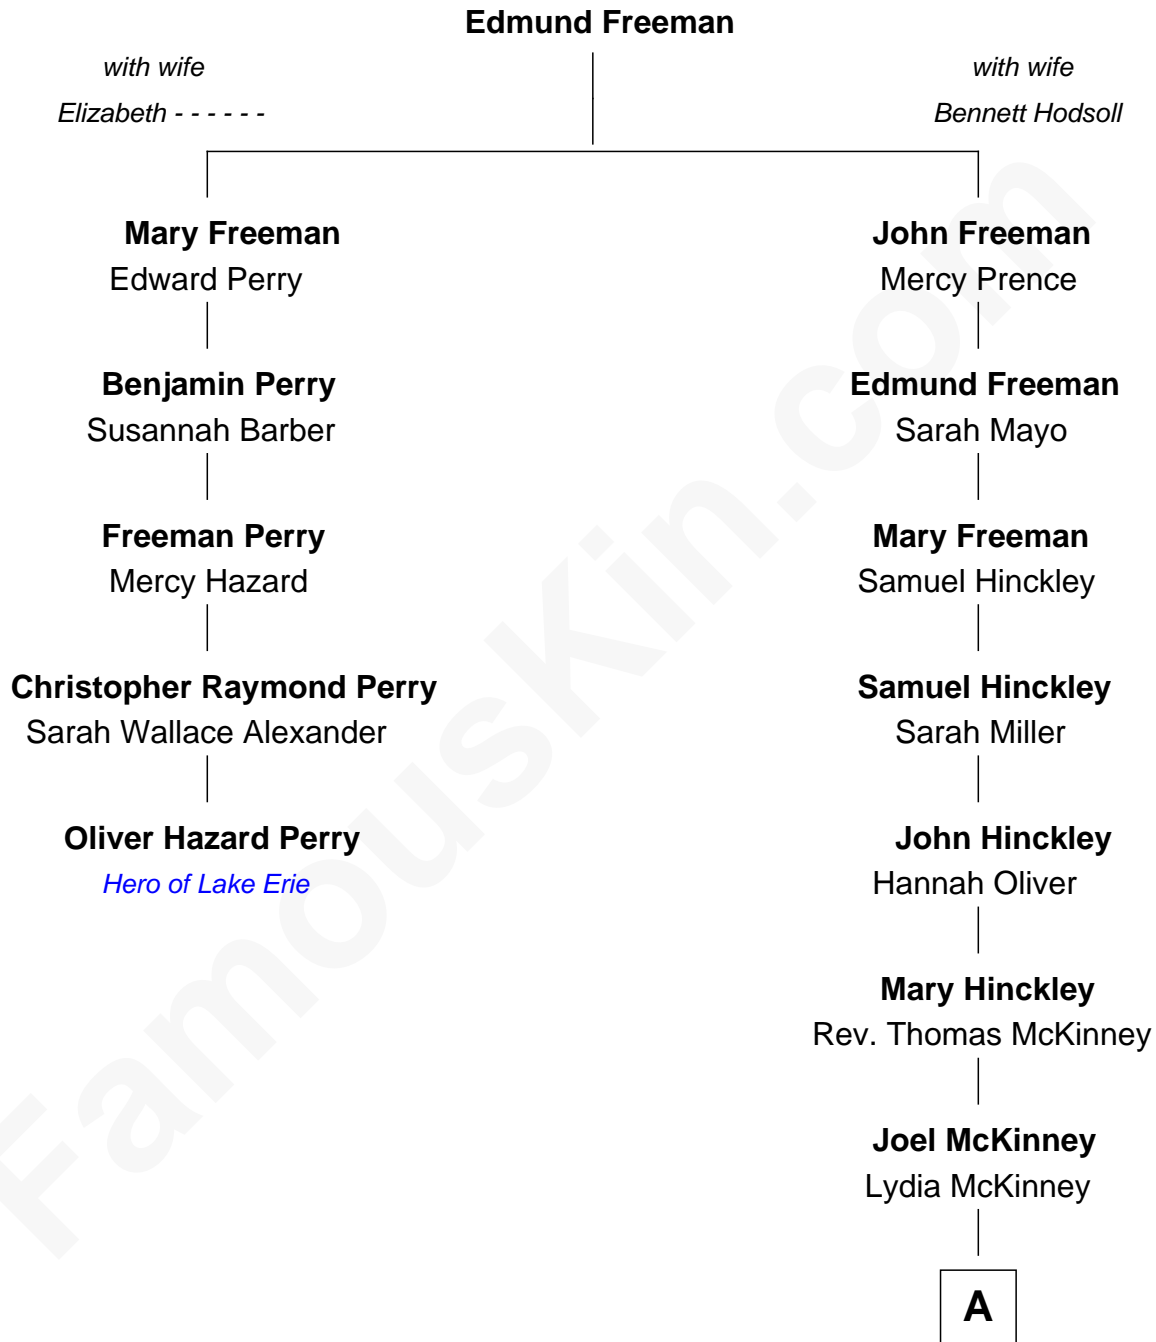 Edmund Freeman
with wife
Elizabeth - - - - - -
with wife
Bennett Hodsoll
Mary Freeman
Edward Perry
Benjamin Perry
Susannah Barber
Freeman Perry
Mercy Hazard
Christopher Raymond Perry
Sarah Wallace Alexander
Oliver Hazard Perry
Hero of Lake Erie
John Freeman
Mercy Prence
Edmund Freeman
Sarah Mayo
Mary Freeman
Samuel Hinckley
Samuel Hinckley
Sarah Miller
John Hinckley
Hannah Oliver
Mary Hinckley
Rev. Thomas McKinney
Joel McKinney
Lydia McKinney
A
FamousKin.com